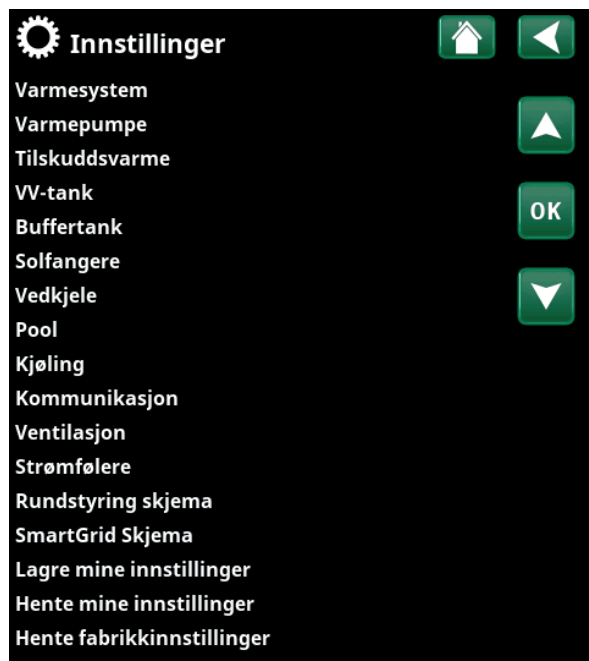 Innstillinger
Varmesystem
Varmepumpe
Tilskuddsvarme
VV-tank
OK
Buffertank
Solfangere
Vedkjele
Pool
Kjøling
Kommunikasjon
Ventilasjon
Strømfølere
Rundstyring skjema
SmartGrid Skjema
Lagre mine innstillinger
Hente mine innstillinger
Hente fabrikkinnstillinger